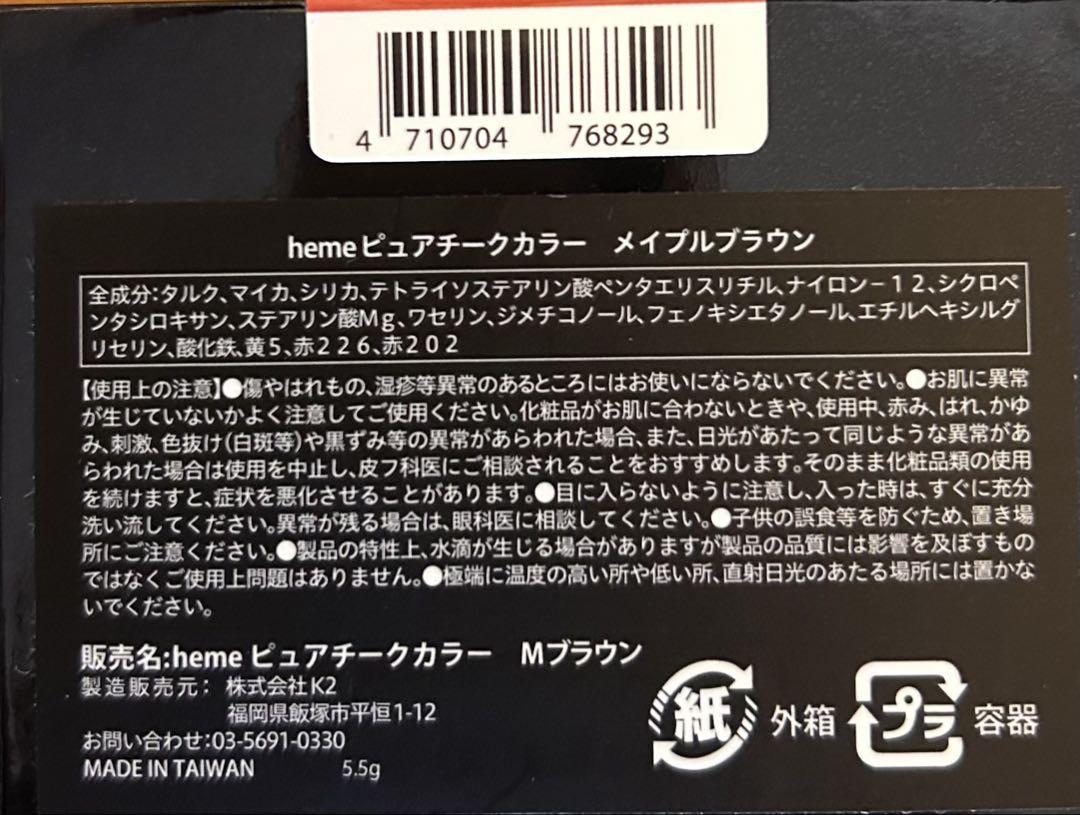 4 710704 768293
hemeピュアチークカラー　メイプルブラウン
全成分:タルク、マイカ、シリカ、テトライソステアリン酸ペンタエリスリチル、ナイロン－１２、シクロペ
ンタシロキサン、ステアリン酸Mg、ワセリン、ジメチコノール、フェノキシエタノール、エチルヘキシルグ
リセリン、酸化鉄、黄５、赤２２６、赤２０２
【使用上の注意】●傷やはれもの、湿疹等異常のあるところにはお使いにならないでください。●お肌に異常
が生じていないかよく注意してご使用ください。化粧品がお肌に合わないときや、使用中、赤み、はれ、かゆ
み、刺激、色抜け（白斑等）や黒ずみ等の異常があらわれた場合、また、日光があたって同じような異常があ
らわれた場合は使用を中止し、皮フ科医にご相談されることをおすすめします。そのまま化粧品類の使用
を続けますと、症状を悪化させることがあります。●目に入らないように注意し、入った時は、すぐに充分
洗い流してください。異常が残る場合は、眼科医に相談してください。●子供の誤食等を防ぐため、置き場
所にご注意ください。●製品の特性上、水滴が生じる場合がありますが製品の品質には影響を及ぼすもの
ではなくご使用上問題はありません。●極端に温度の高い所や低い所、直射日光のあたる場所には置かな
いでください。
販売名:heme ピュアチークカラー　Mブラウン
製造販売元： 株式会社K2
福岡県飯塚市平恒1-12
お問い合わせ:03-5691-0330
MADE IN TAIWAN 5.5g
紙 外箱 プラ 容器